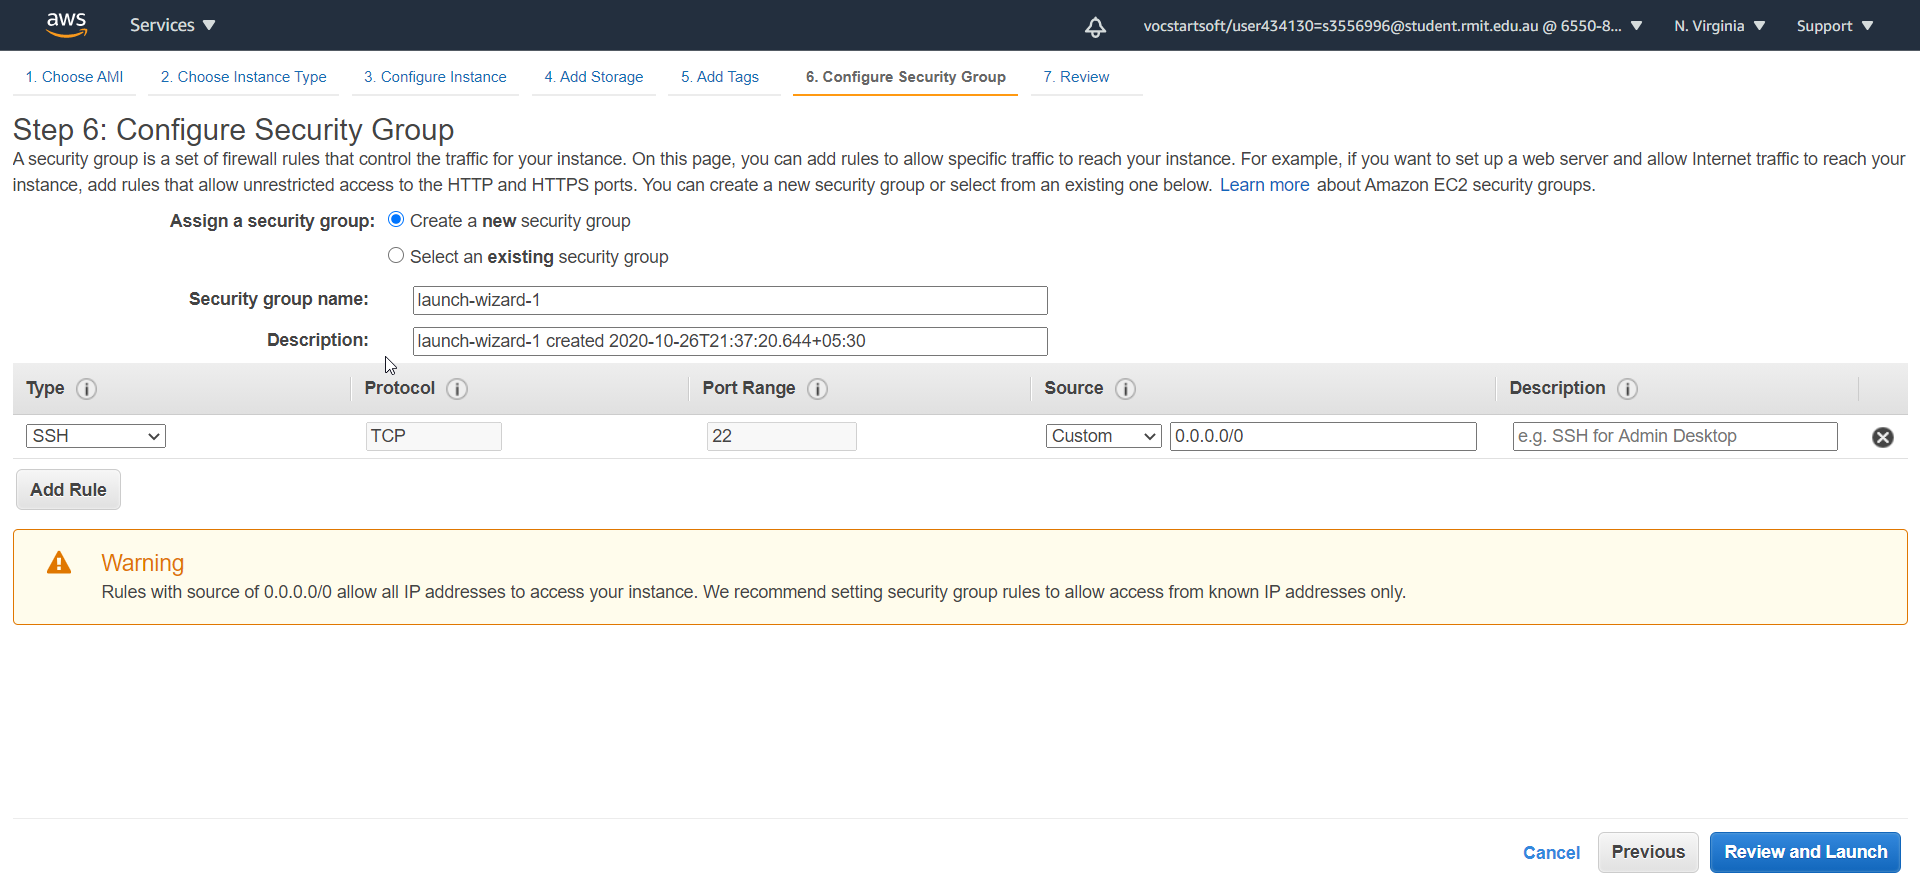 aws
Services
vocstartsoft/user434130=s3556996@student.rmit.edu.au @ 6550-8...
N. Virginia
Support
1. Choose AMI
2. Choose Instance Type
3. Configure Instance
4. Add Storage
5. Add Tags
6. Configure Security Group
7. Review
Step 6: Configure Security Group
A security group is a set of firewall rules that control the traffic for your instance. On this page, you can add rules to allow specific traffic to reach your instance. For example, if you want to set up a web server and allow Internet traffic to reach your
instance, add rules that allow unrestricted access to the HTTP and HTTPS ports. You can create a new security group or select from an existing one below. Learn more about Amazon EC2 security groups.
Assign a security group: Create a new security group
Select an existing security group
Security group name: launch-wizard-1
Description: launch-wizard-1 created 2020-10-26T21:37:20.644+05:30
Type i Protocol i Port Range i Source i Description i
SSH TCP 22 Custom 0.0.0.0/0 e.g. SSH for Admin Desktop
Add Rule
Warning
Rules with source of 0.0.0.0/0 allow all IP addresses to access your instance. We recommend setting security group rules to allow access from known IP addresses only.
Cancel Previous Review and Launch